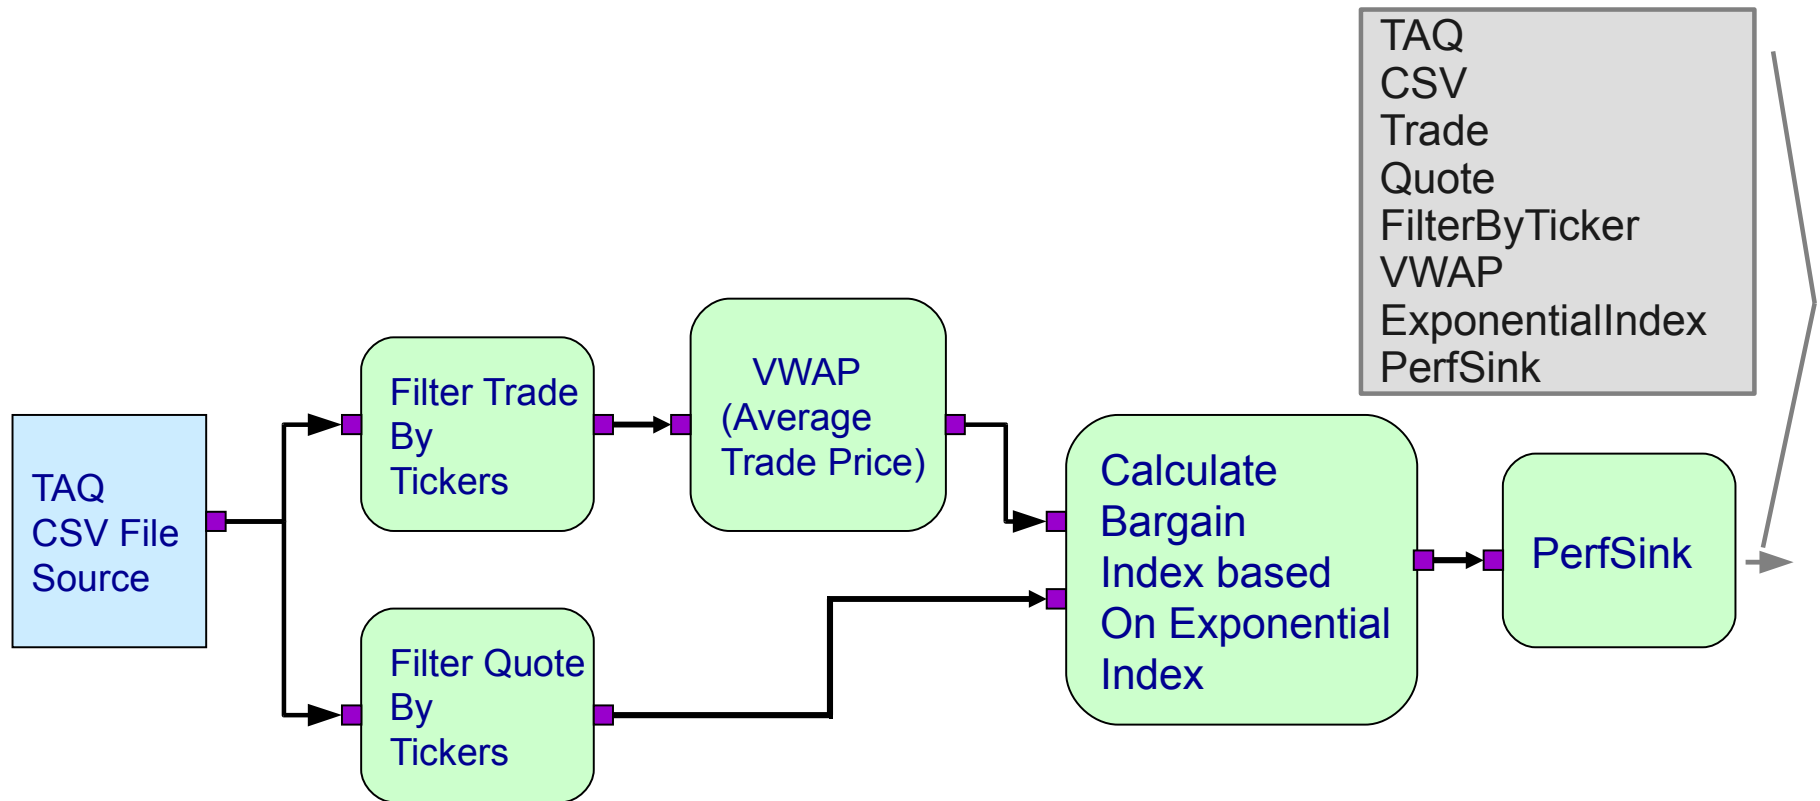 TAQ
CSV
Trade
Quote
FilterByTicker
VWAP
ExponentialIndex
PerfSink
TAQ
CSV File
Source
Filter Trade
By
Tickers
VWAP
(Average
Trade Price)
Filter Quote
By
Tickers
Calculate
Bargain
Index based
On Exponential
Index
PerfSink